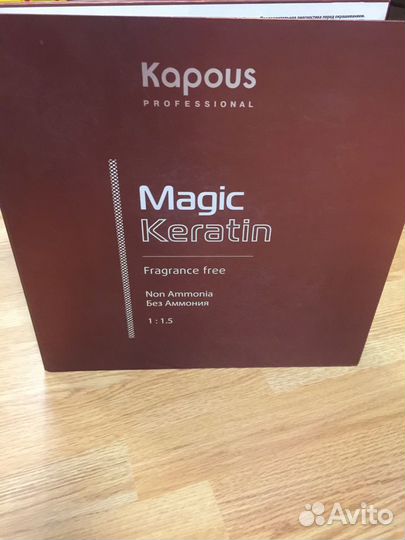 Kapous
PROFESSIONAL
Magic
Keratin
Fragrance free
Non Ammonia
Без Аммония
1 : 1.5
Avito